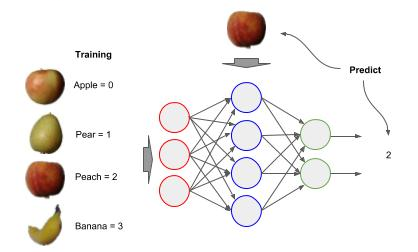 Training
Apple = 0
Pear = 1
Peach = 2
Banana = 3
Predict
2